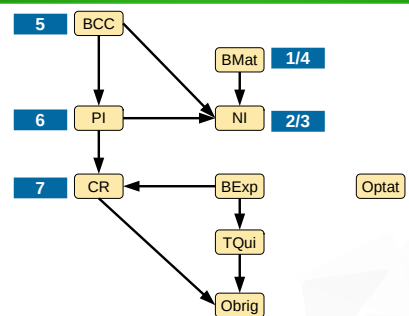 5 BCC
BMat 1/4
6 PI NI 2/3
7 CR BExp Optat
TQui
Obrig